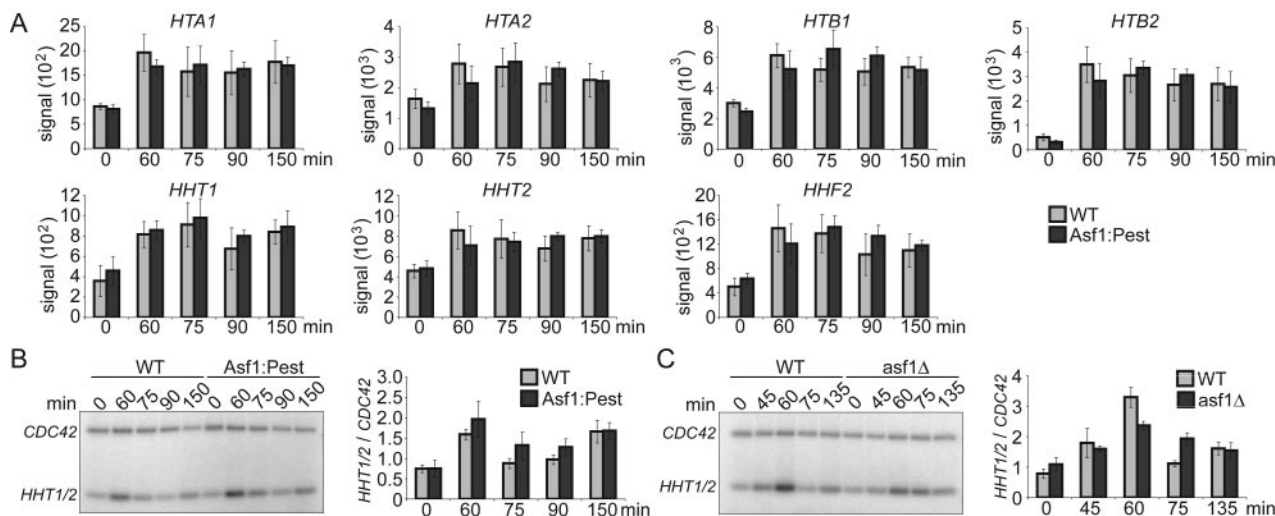 A
HTA1
HTA2
HTB1
HTB2
signal (10²)
25
20
15
10
5
0
0 60 75 90 150 min
signal (10³)
4
3
2
1
0
0 60 75 90 150 min
signal (10³)
8
6
4
2
0
0 60 75 90 150 min
signal (10³)
5
4
3
2
1
0
0 60 75 90 150 min
HHT1
HHT2
HHF2
signal (10²)
12
10
8
6
4
2
0
0 60 75 90 150 min
signal (10³)
12
10
8
6
4
2
0
0 60 75 90 150 min
signal (10²)
20
16
12
8
4
0
0 60 75 90 150 min
WT
Asf1:Pest
B
WT Asf1:Pest
min 0 60 75 90 150 0 60 75 90 150
CDC42
HHT1/2
HHT1/2 / CDC42
3.0
2.5
2.0
1.5
1.0
0.5
0
0 60 75 90 150 min
WT
Asf1:Pest
C
WT asf1Δ
min 0 45 60 75 135 0 45 60 75 135
CDC42
HHT1/2
HHT1/2 / CDC42
4
3
2
1
0
0 45 60 75 135 min
WT
asf1Δ